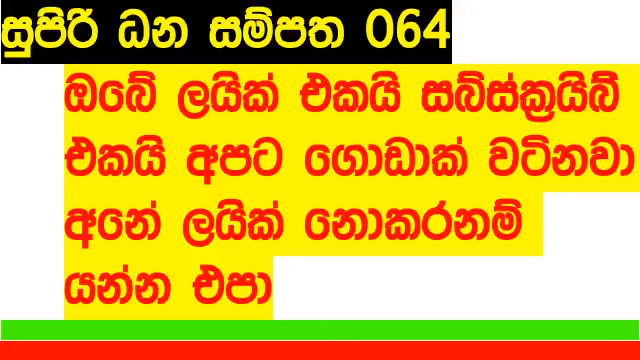 සුපිරි ධන සම්පත 064
ඔබේ ලයික් එකයි සබ්ස්ක්‍රයිබ්
එකයි අපට ගොඩාක් වටිනවා
අනේ ලයික් නොකරනම්
යන්න එපා